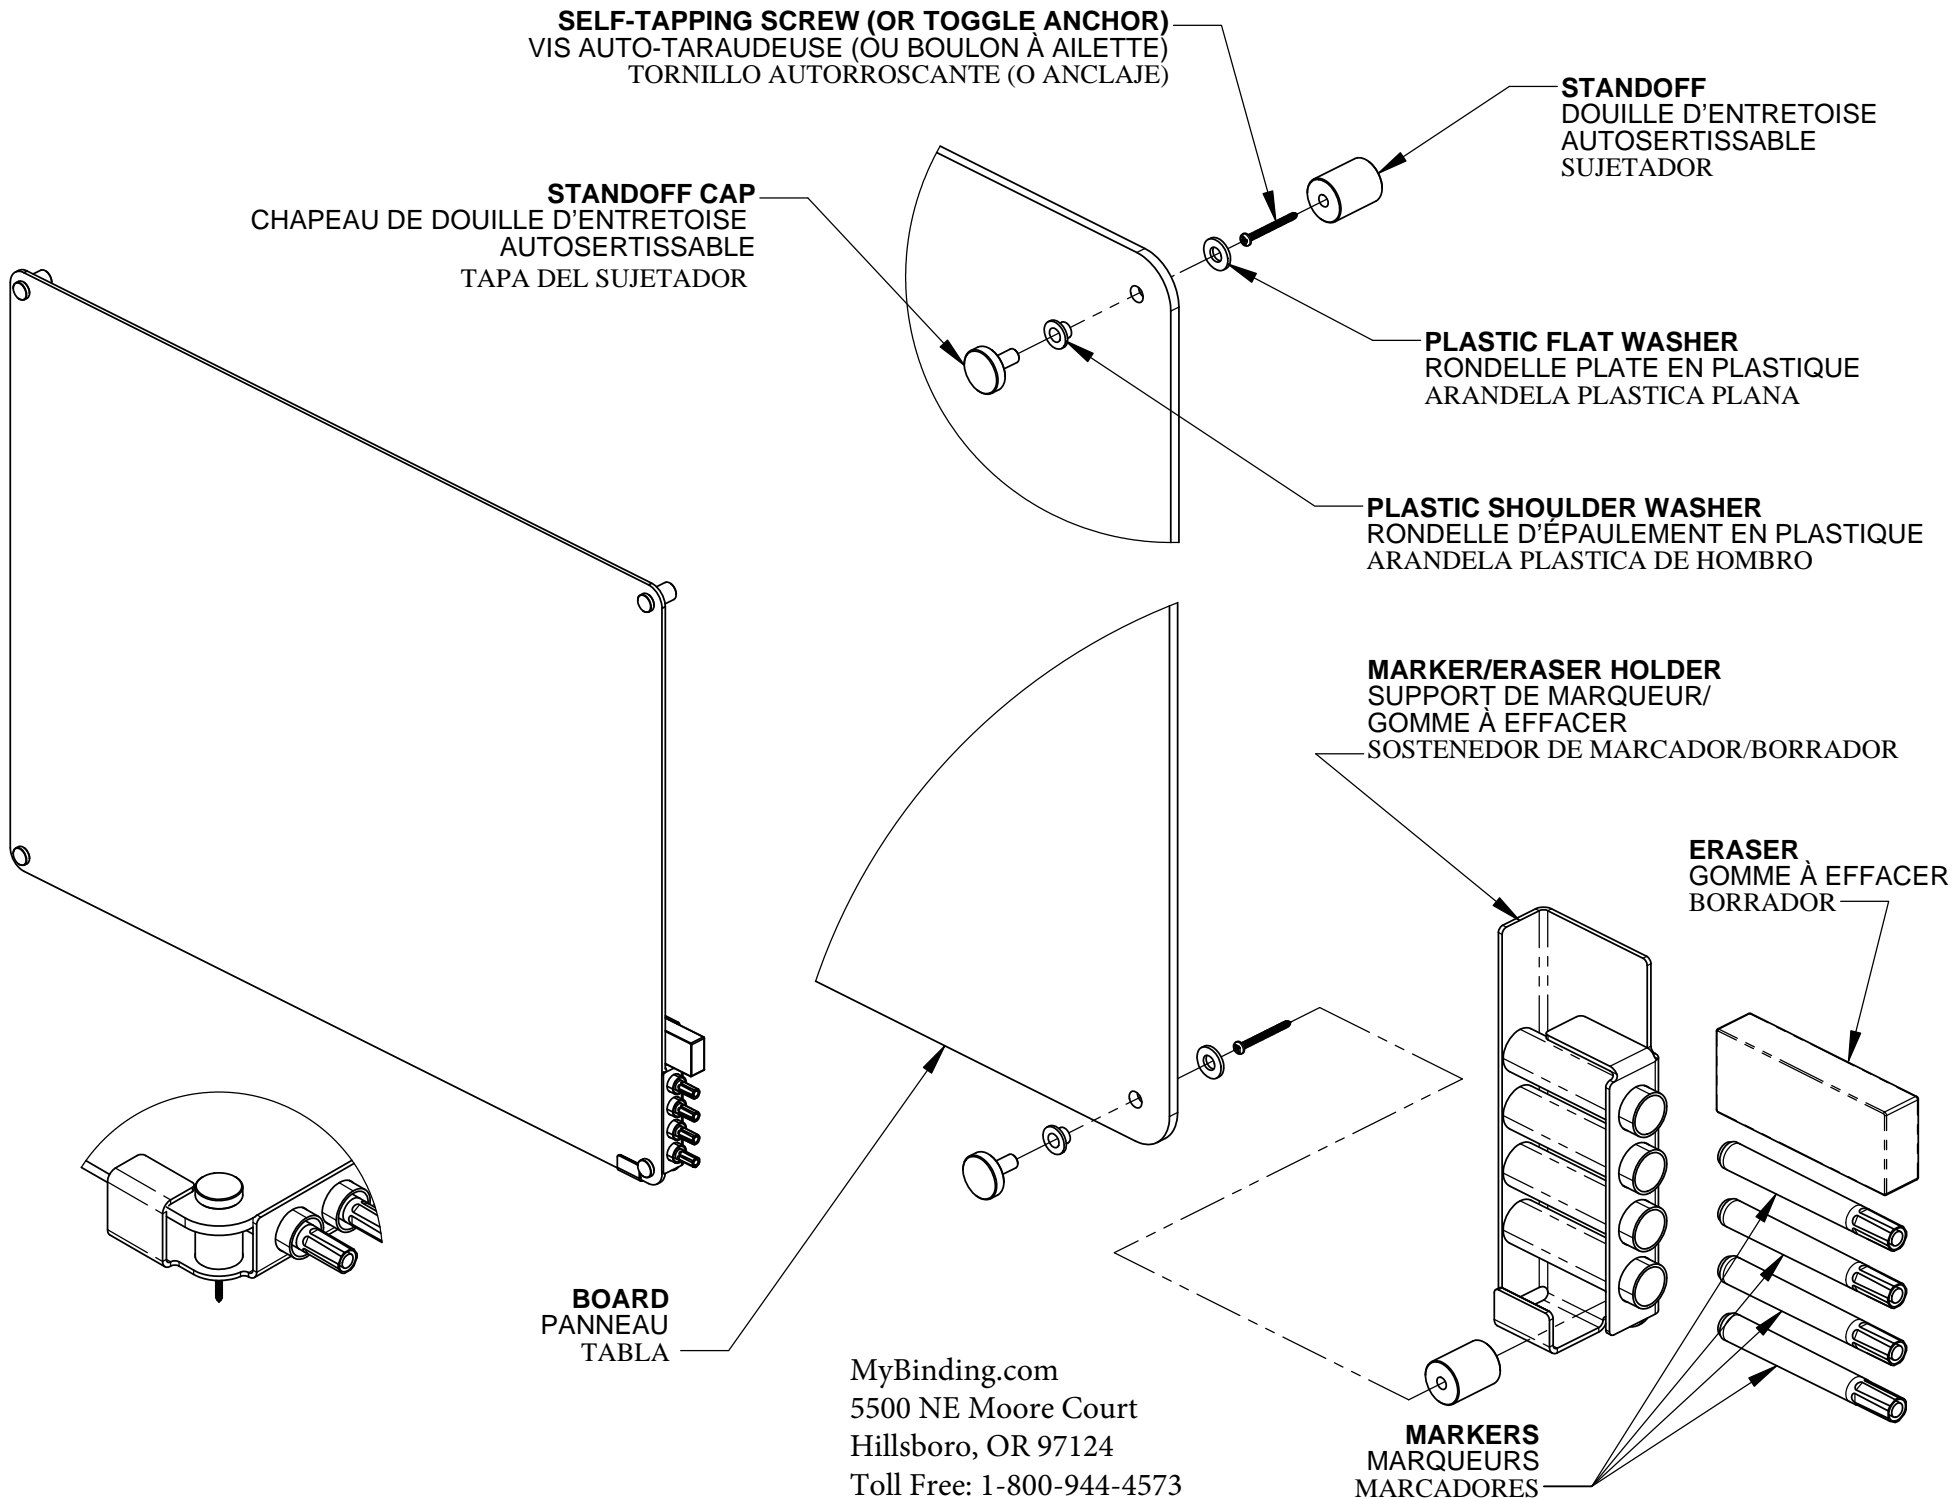 SELF-TAPPING SCREW (OR TOGGLE ANCHOR)
VIS AUTO-TARAUDEUSE (OU BOULON À AILETTE)
TORNILLO AUTORROSCANTE (O ANCLAJE)
STANDOFF
DOUILLE D'ENTRETOISE
AUTOSERTISSABLE
SUJETADOR
STANDOFF CAP
CHAPEAU DE DOUILLE D'ENTRETOISE
AUTOSERTISSABLE
TAPA DEL SUJETADOR
PLASTIC FLAT WASHER
RONDELLE PLATE EN PLASTIQUE
ARANDELA PLASTICA PLANA
PLASTIC SHOULDER WASHER
RONDELLE D'ÉPAULEMENT EN PLASTIQUE
ARANDELA PLASTICA DE HOMBRO
MARKER/ERASER HOLDER
SUPPORT DE MARQUEUR/
GOMME À EFFACER
SOSTENEDOR DE MARCADOR/BORRADOR
ERASER
GOMME À EFFACER
BORRADOR
BOARD
PANNEAU
TABLA
MyBinding.com
5500 NE Moore Court
Hillsboro, OR 97124
Toll Free: 1-800-944-4573
MARKERS
MARQUEURS
MARCADORES